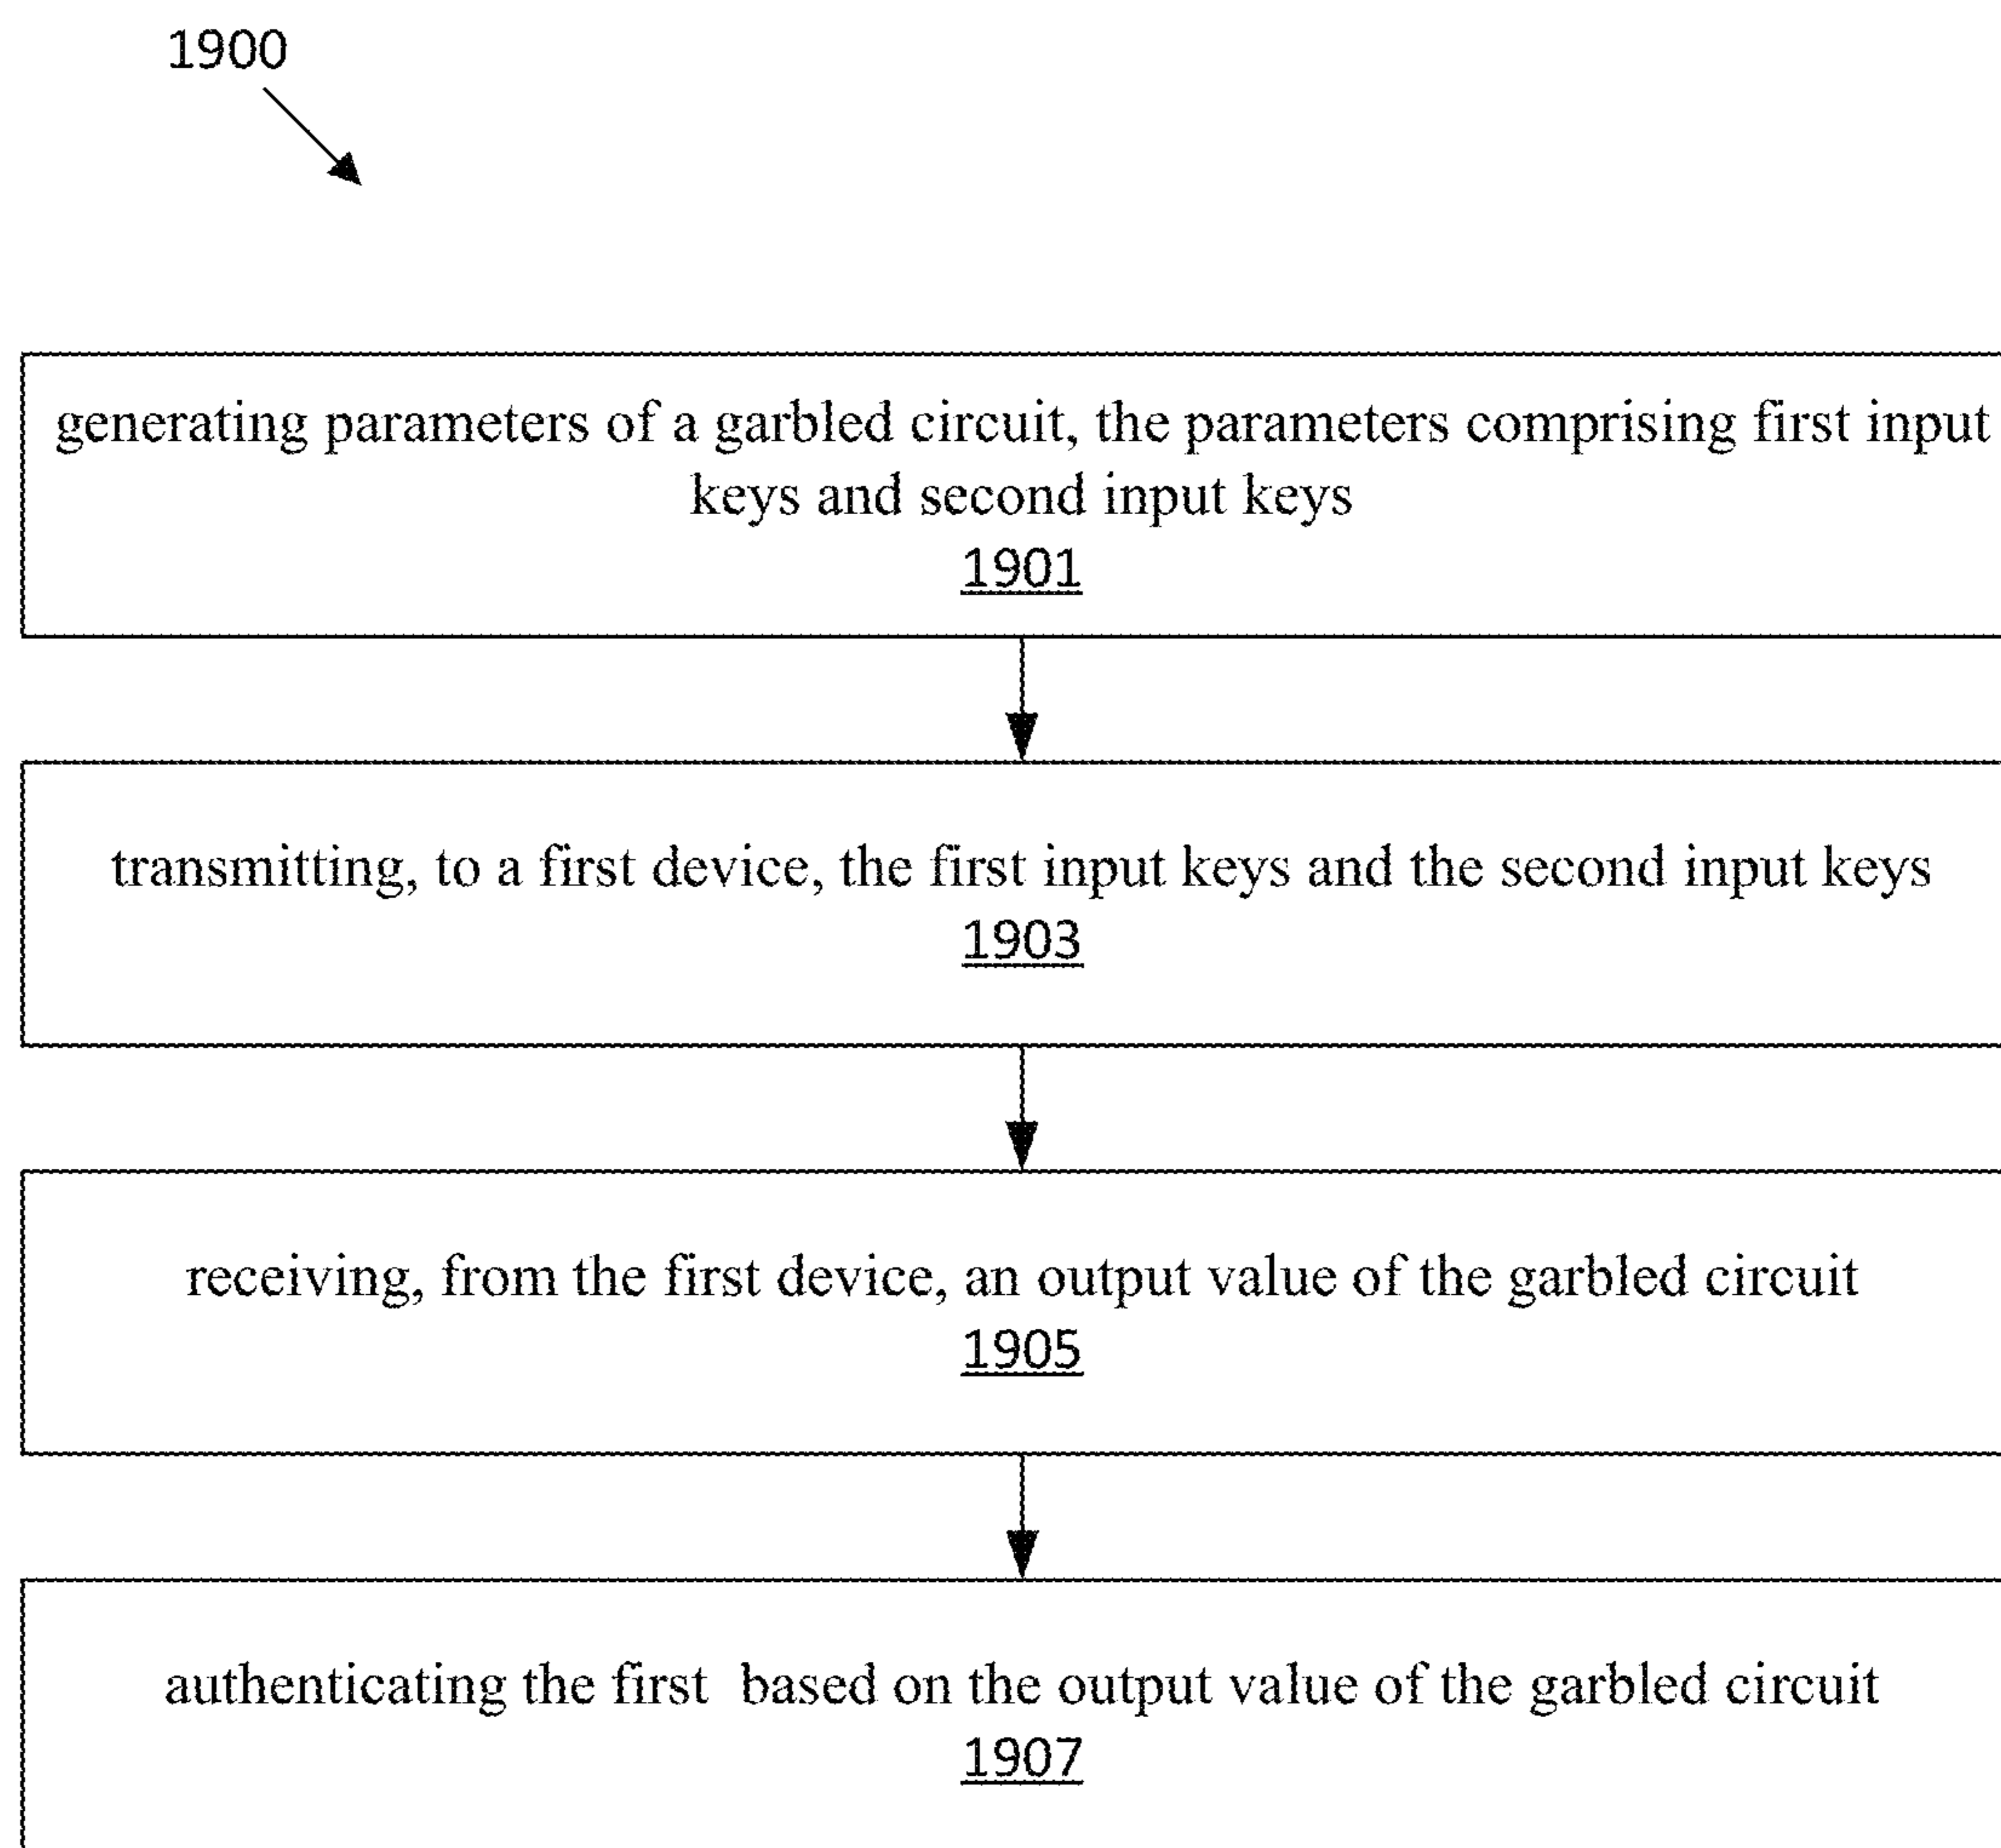 1900
generating parameters of a garbled circuit, the parameters comprising first input
keys and second input keys
1901
transmitting, to a first device, the first input keys and the second input keys
1903
receiving, from the first device, an output value of the garbled circuit
1905
authenticating the first  based on the output value of the garbled circuit
1907